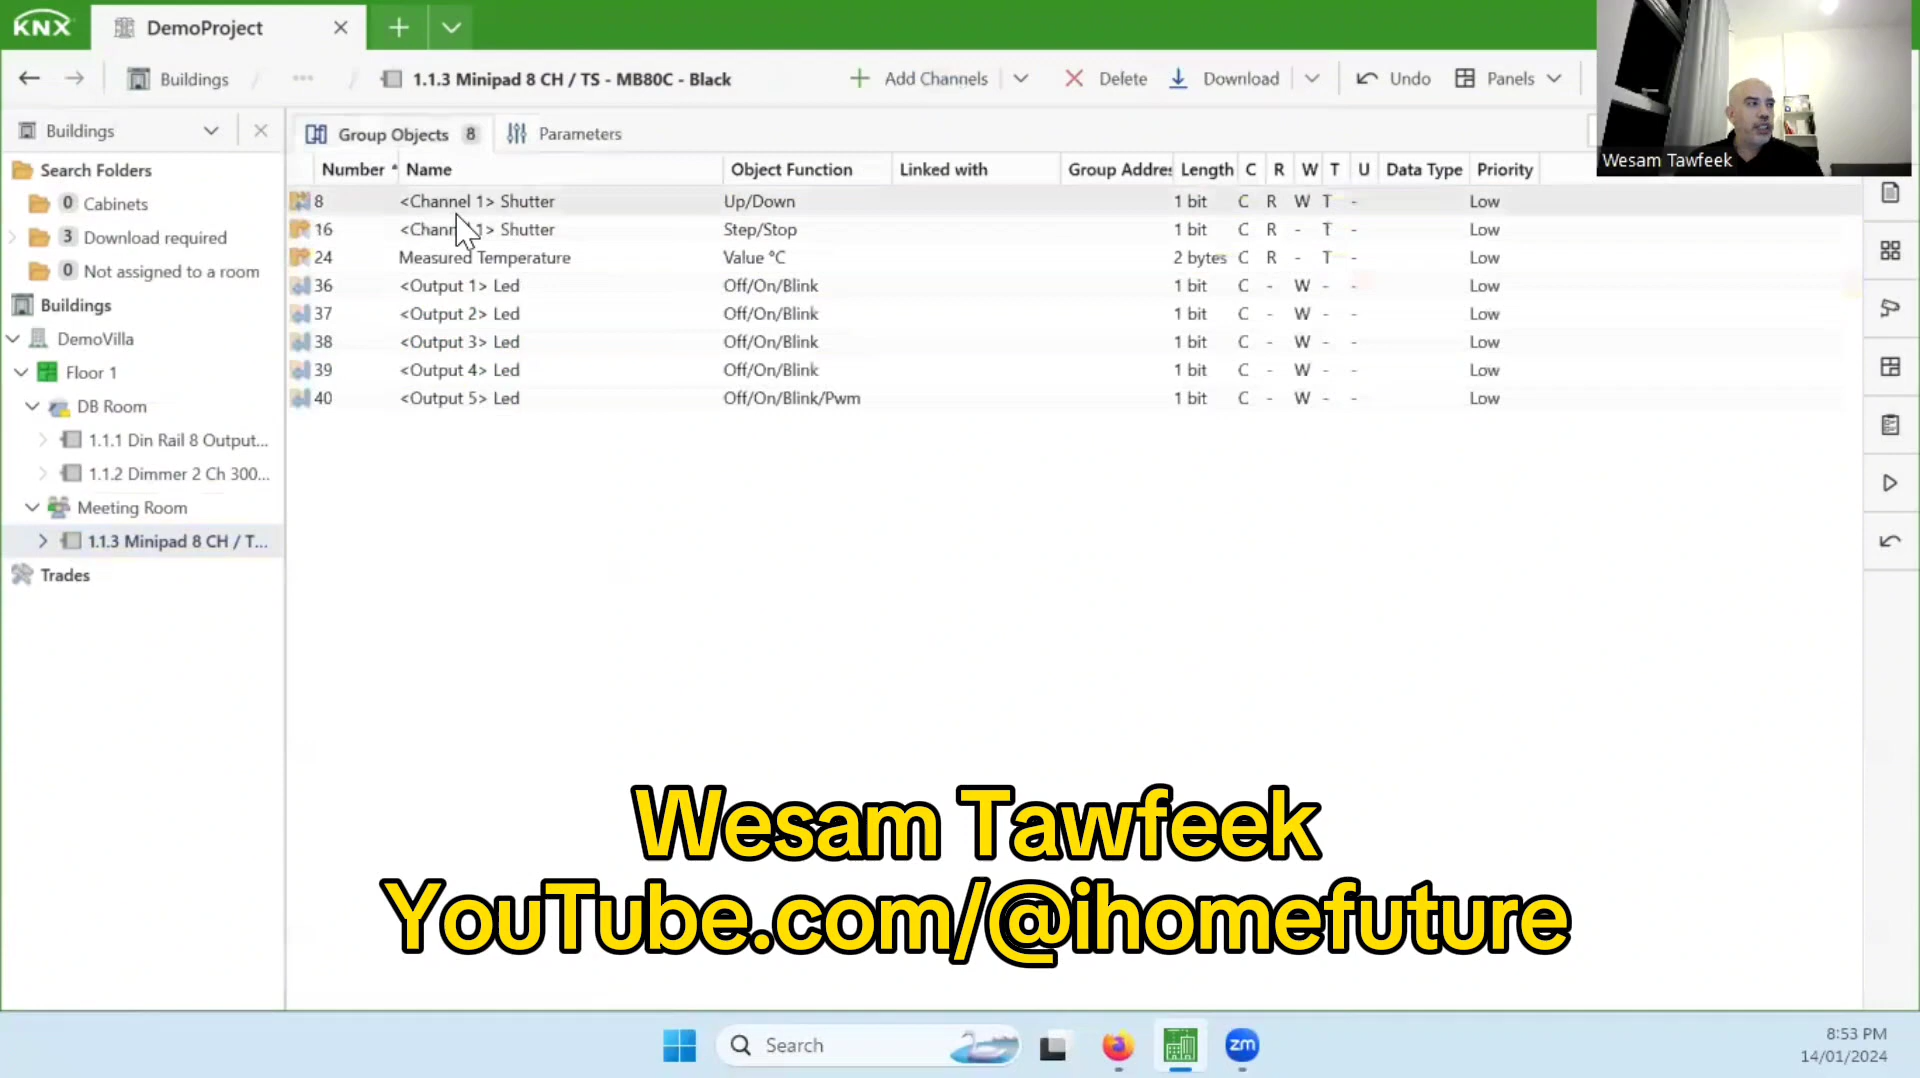 KNX
DemoProject
Buildings
1.1.3 Minipad 8 CH / TS - MB80C - Black
Add Channels
Delete
Download
Undo
Panels
Wesam Tawfeek
Buildings
Group Objects 8
Parameters
Number Name Object Function Linked with Group Addres Length C R W T U Data Type Priority
8 <Channel 1> Shutter Up/Down 1 bit C R W T - Low
16 <Chann 1> Shutter Step/Stop 1 bit C R - T - Low
24 Measured Temperature Value °C 2 bytes C R - T - Low
36 <Output 1> Led Off/On/Blink 1 bit C - W - - Low
37 <Output 2> Led Off/On/Blink 1 bit C - W - - Low
38 <Output 3> Led Off/On/Blink 1 bit C - W - - Low
39 <Output 4> Led Off/On/Blink 1 bit C - W - - Low
40 <Output 5> Led Off/On/Blink/Pwm 1 bit C - W - - Low
Search Folders
0 Cabinets
3 Download required
0 Not assigned to a room
Buildings
DemoVilla
Floor 1
DB Room
1.1.1 Din Rail 8 Output...
1.1.2 Dimmer 2 Ch 300...
Meeting Room
1.1.3 Minipad 8 CH / T...
Trades
Wesam Tawfeek
YouTube.com/@ihomefuture
Search
zm
8:53 PM
14/01/2024